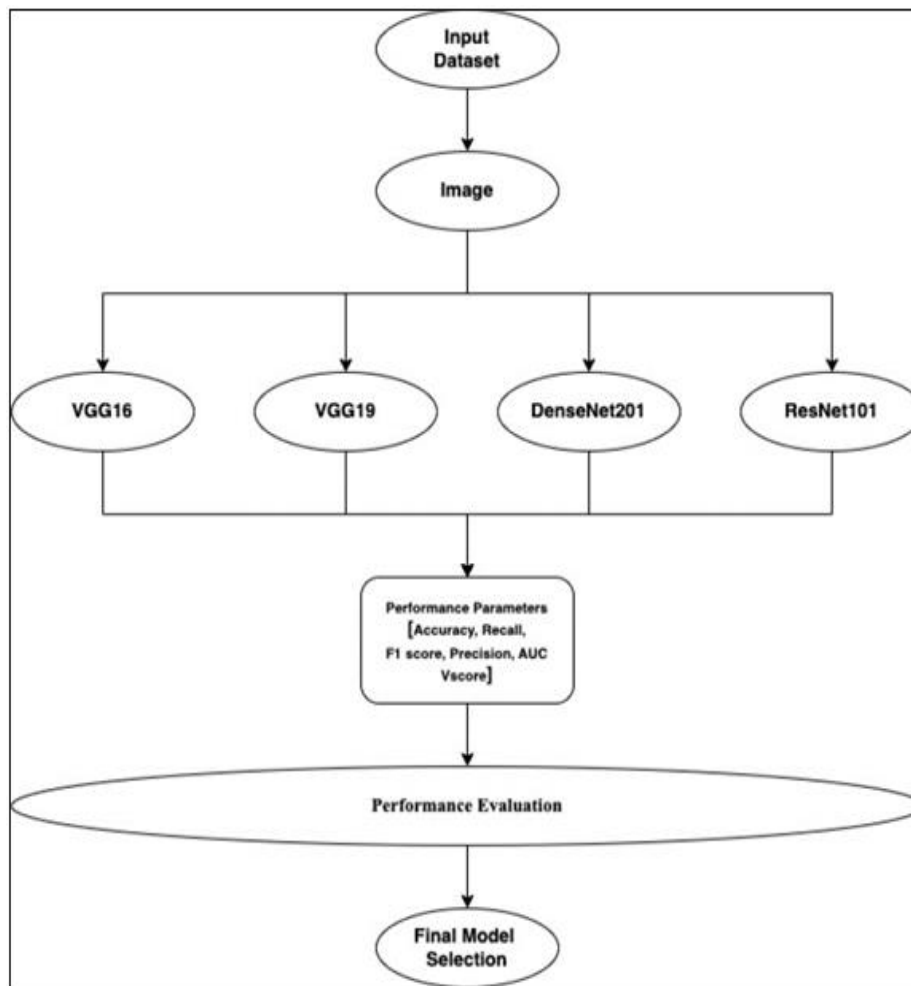 Input
Dataset
Image
VGG16
VGG19
DenseNet201
ResNet101
Performance Parameters
[Accuracy, Recall,
F1 score, Precision, AUC
Vscore]
Performance Evaluation
Final Model
Selection